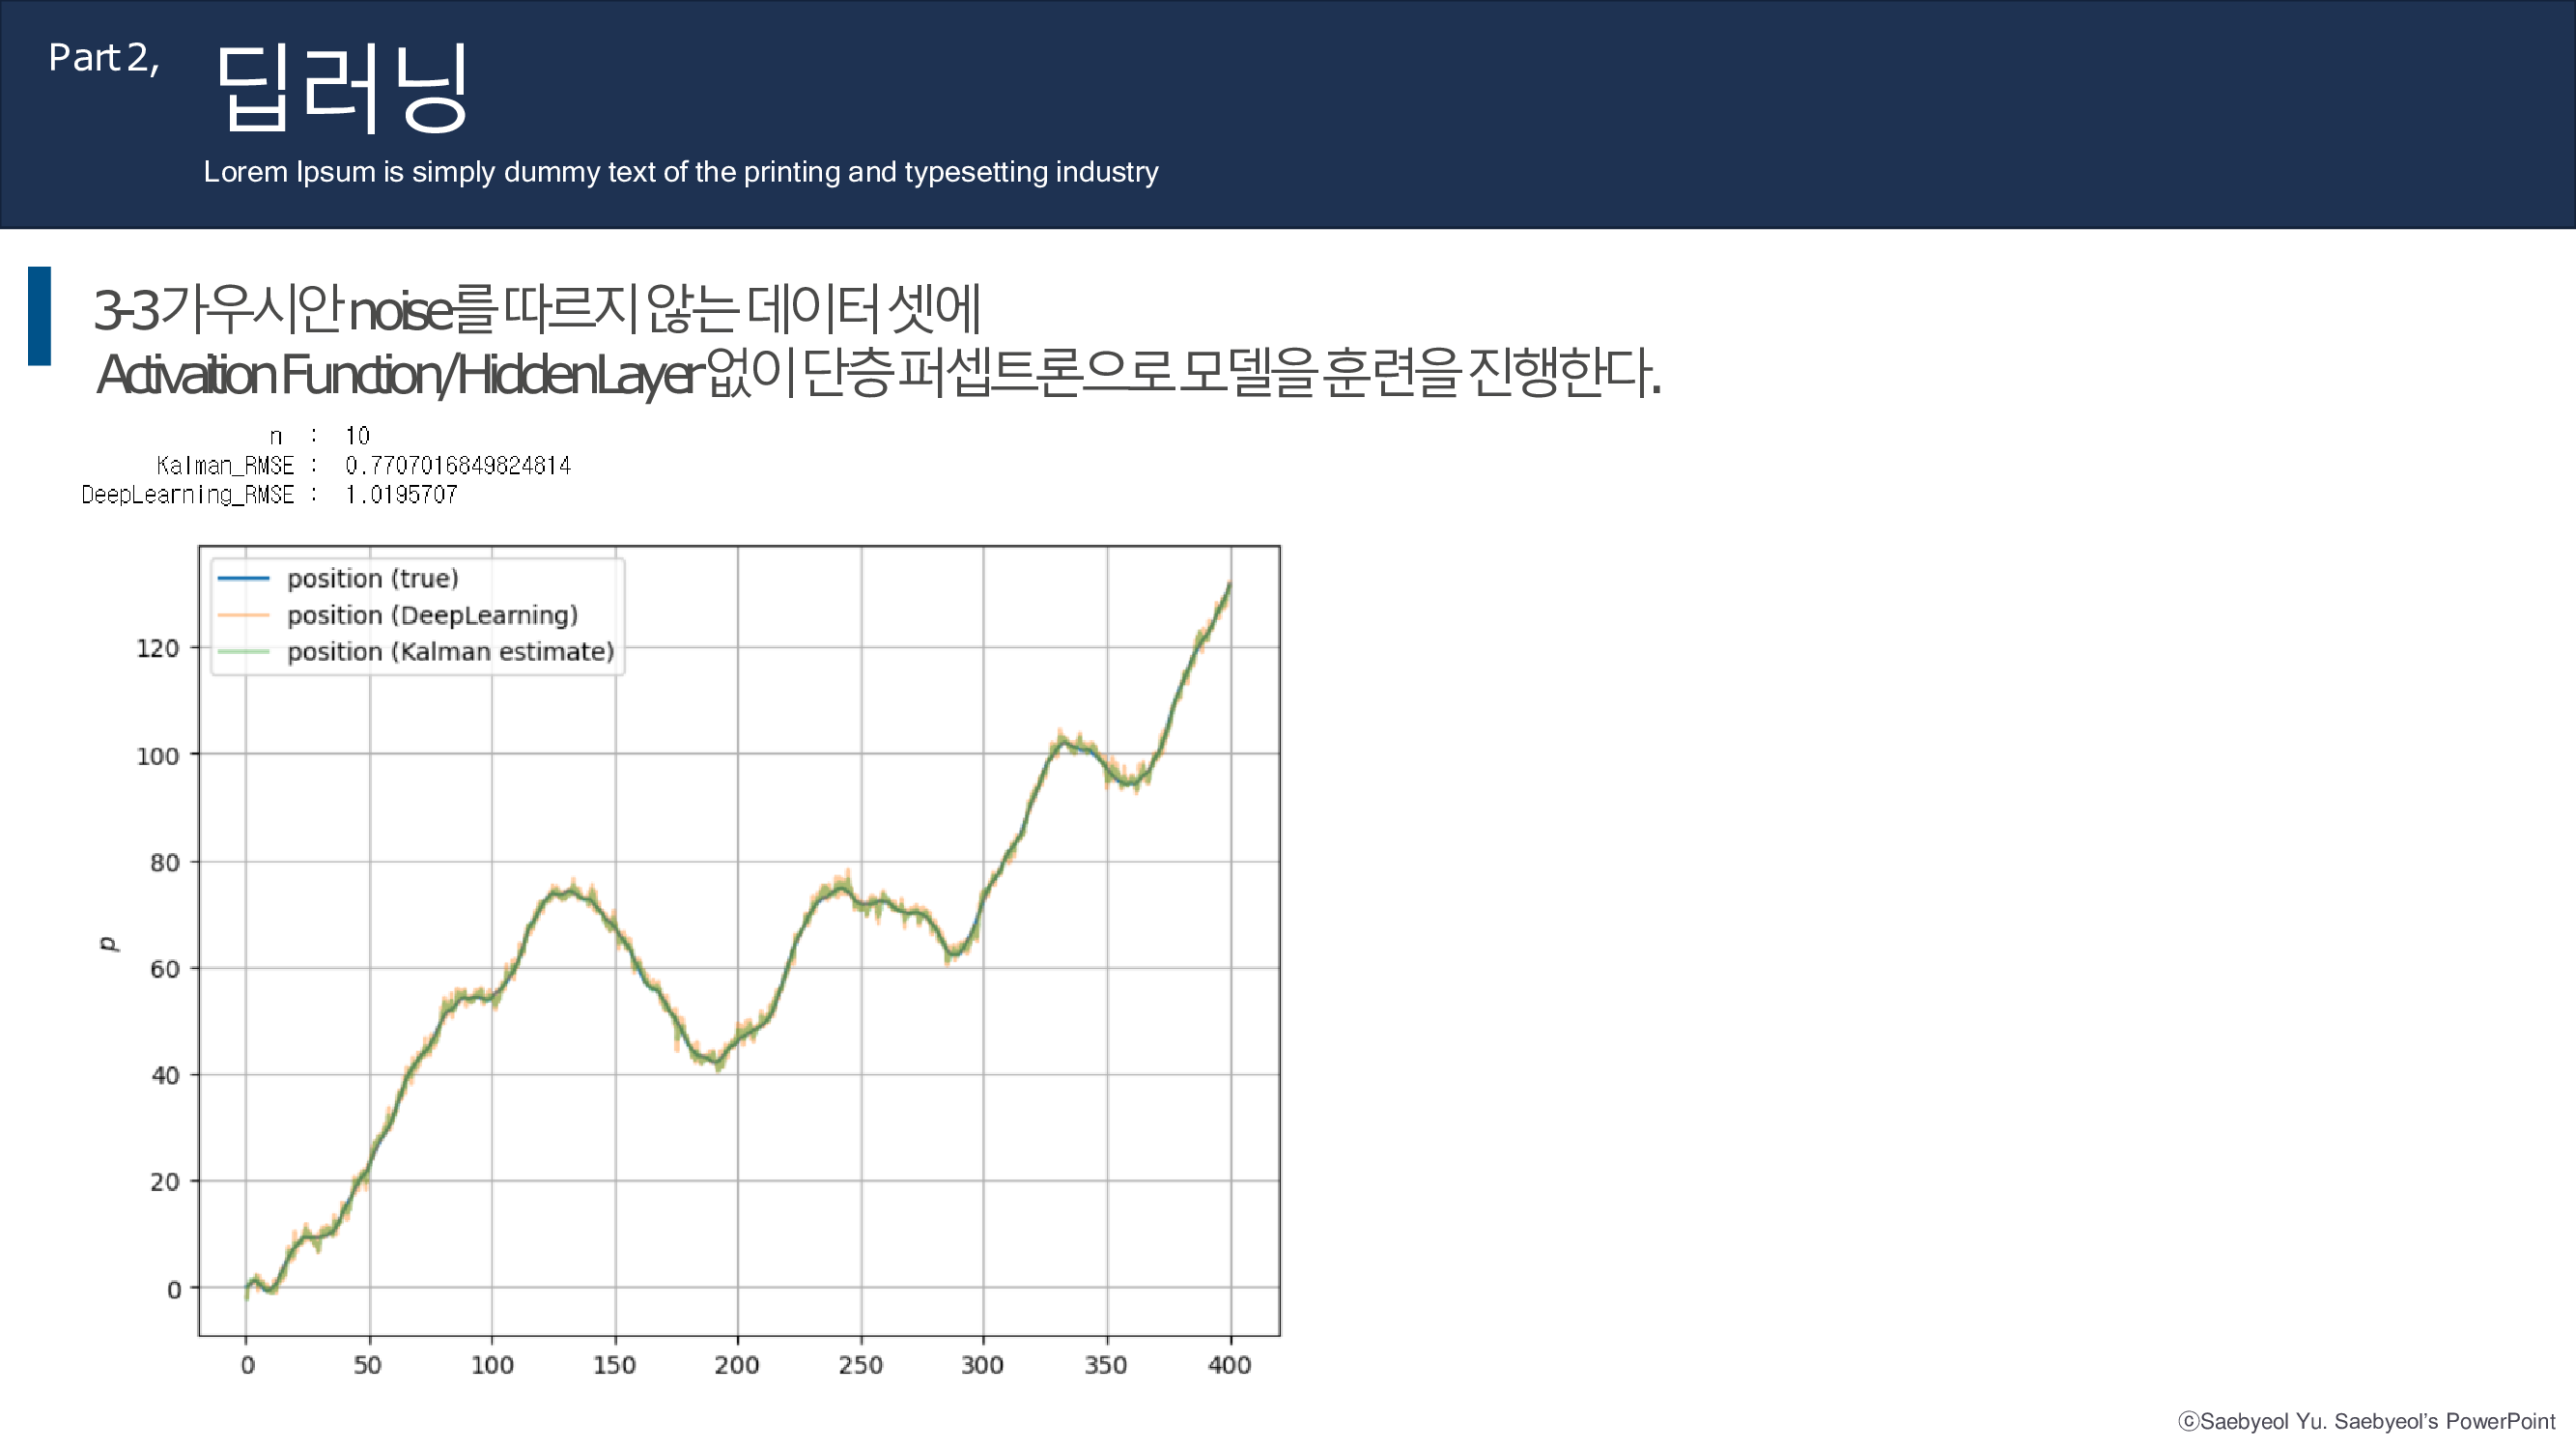 Part 2,
딥러닝
Lorem Ipsum is simply dummy text of the printing and typesetting industry
3-3 가우시안 noise를 따르지 않는 데이터 셋에
Activaition Function/ Hidden Layer 없이 단층 퍼셉트론으로 모델을 훈련을 진행한다.
n : 10
Kalman_RMSE : 0.7707016849824814
DeepLearning_RMSE : 1.0195707
position (true)
position (DeepLearning)
position (Kalman estimate)
120
100
80
p
60
40
20
0
0 50 100 150 200 250 300 350 400
ⓒSaebyeol Yu. Saebyeol’s PowerPoint